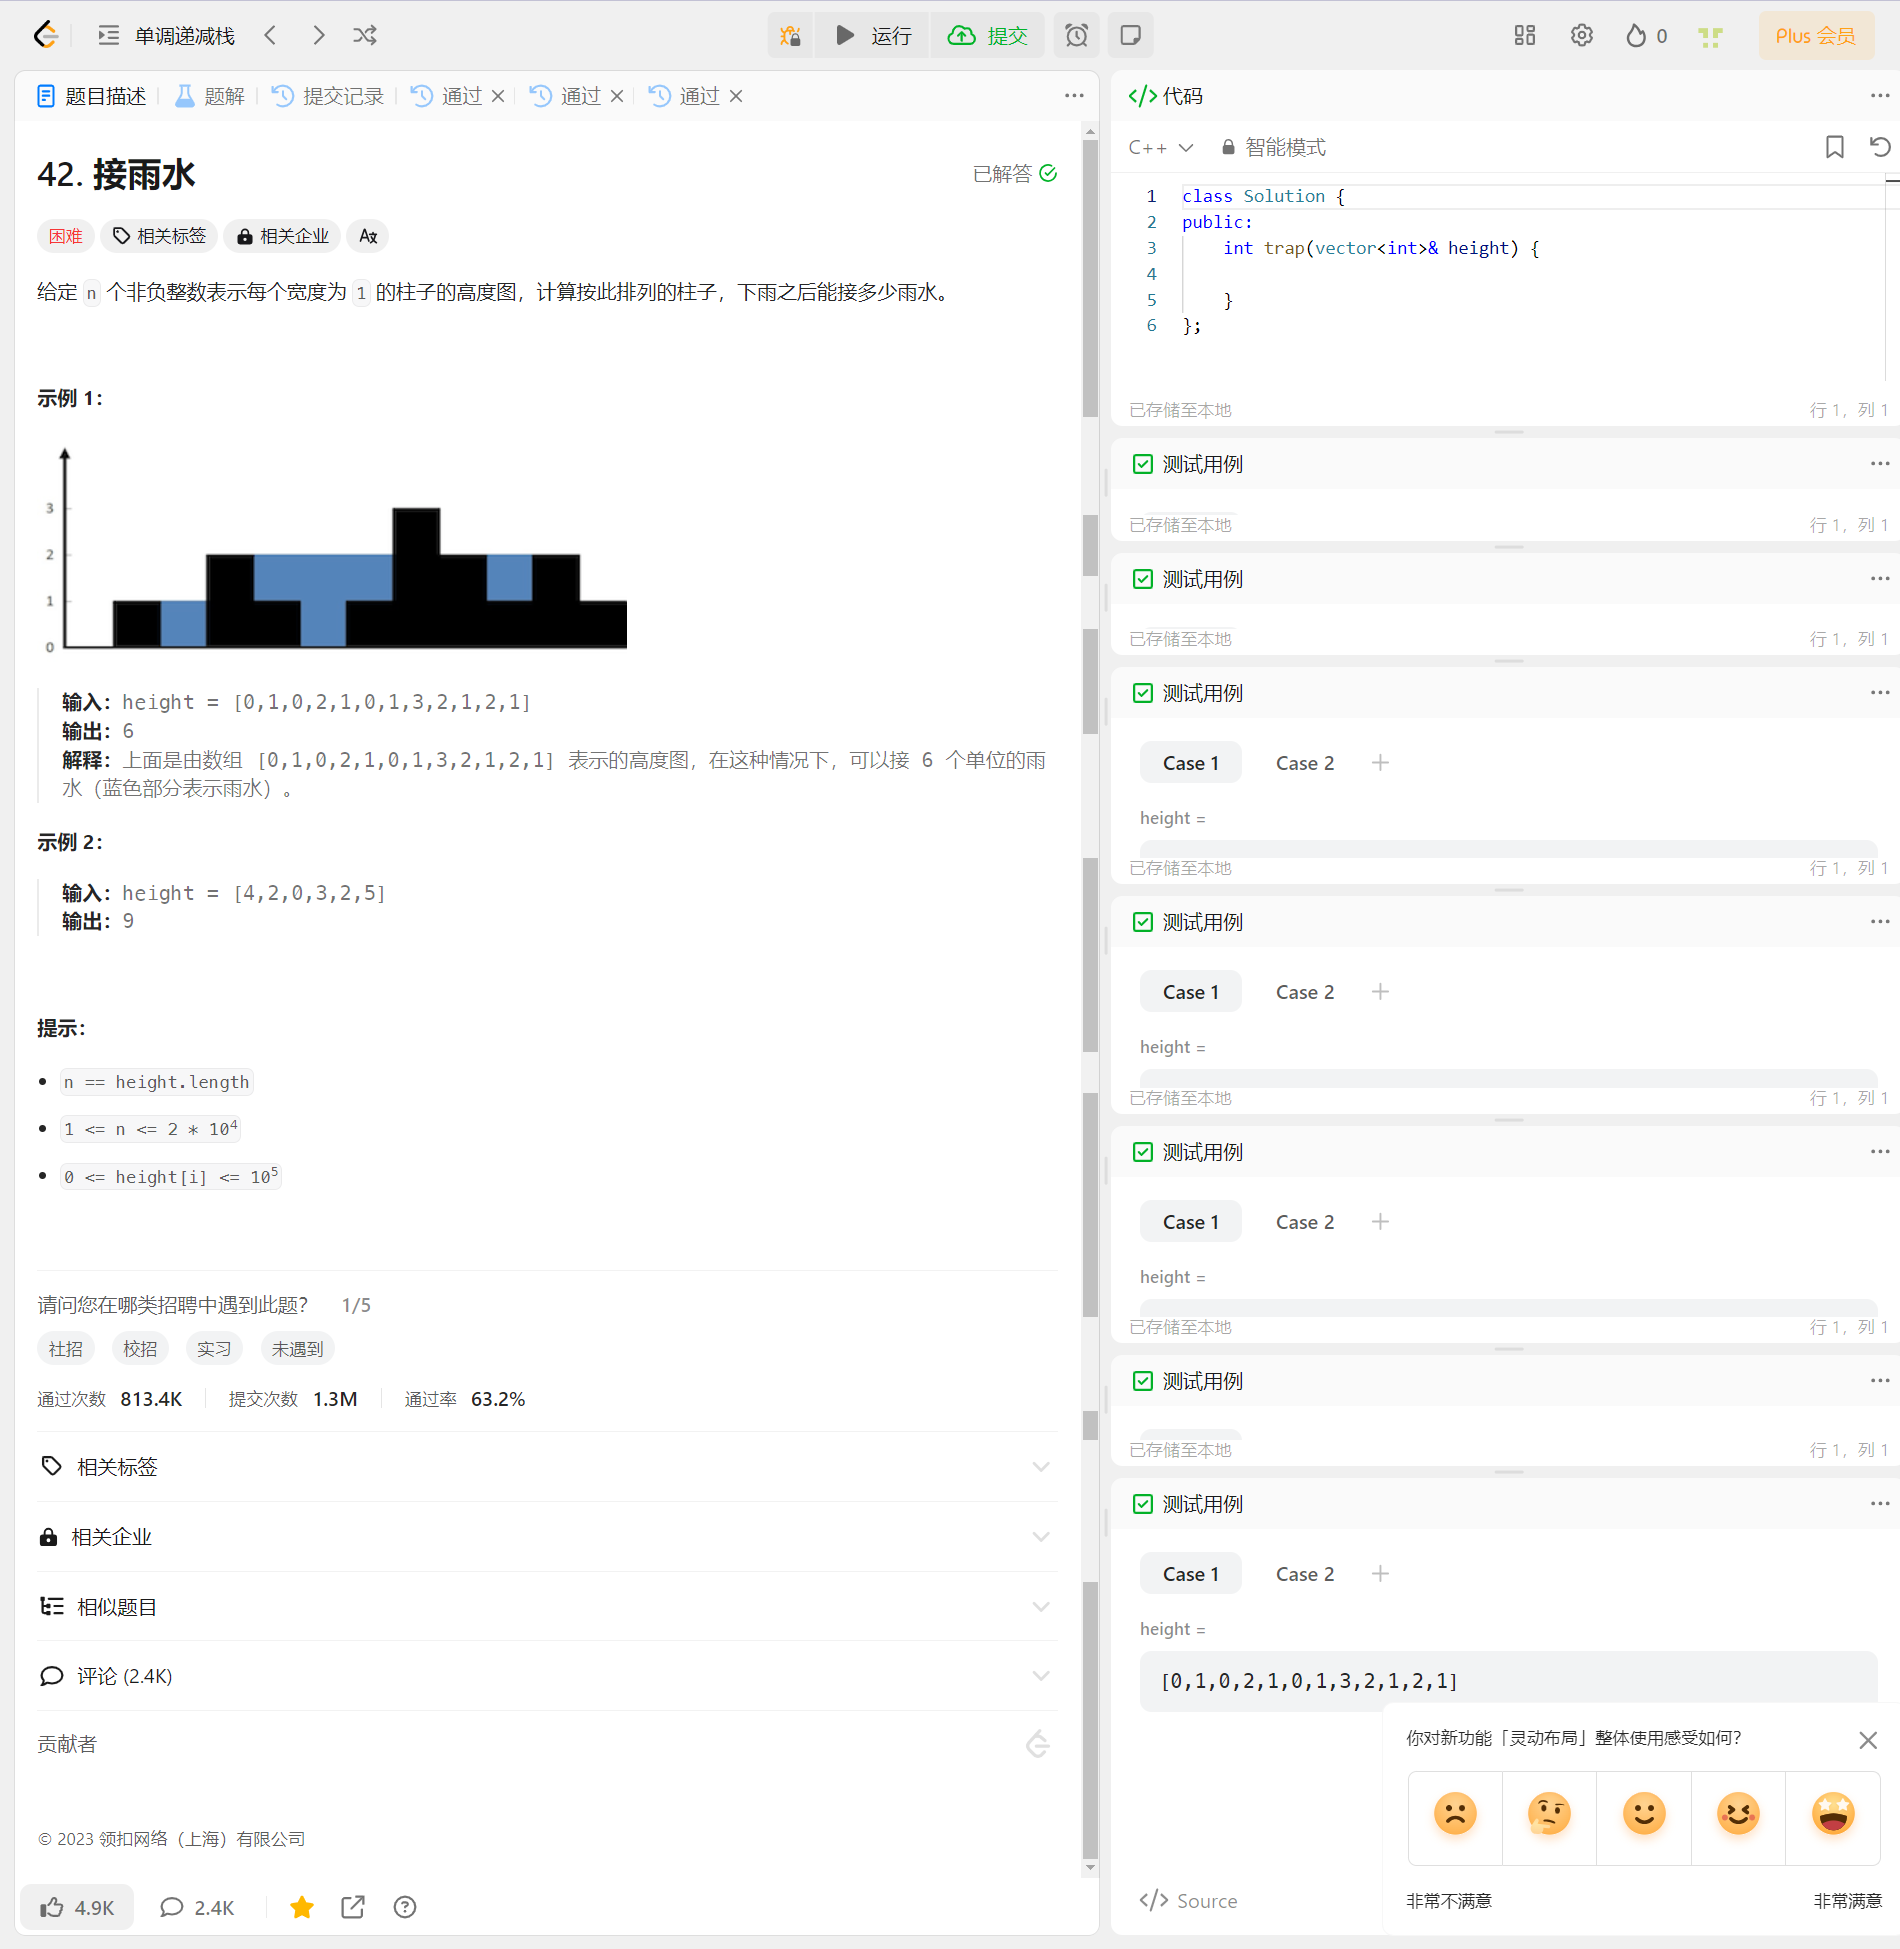 单调递减栈
运行
提交
0
Plus 会员
题目描述
题解
提交记录
通过
通过
通过
42. 接雨水
已解答
困难
相关标签
相关企业
给定 n 个非负整数表示每个宽度为 1 的柱子的高度图，计算按此排列的柱子，下雨之后能接多少雨水。
示例 1：
3
2
1
0
输入：height = [0,1,0,2,1,0,1,3,2,1,2,1]
输出：6
解释：上面是由数组 [0,1,0,2,1,0,1,3,2,1,2,1] 表示的高度图，在这种情况下，可以接 6 个单位的雨
水（蓝色部分表示雨水）。
示例 2：
输入：height = [4,2,0,3,2,5]
输出：9
提示：
n == height.length
1 <= n <= 2 * 10⁴
0 <= height[i] <= 10⁵
请问您在哪类招聘中遇到此题？ 1/5
社招 校招 实习 未遇到
通过次数 813.4K 提交次数 1.3M 通过率 63.2%
相关标签
相关企业
相似题目
评论 (2.4K)
贡献者
© 2023 领扣网络（上海）有限公司
4.9K
2.4K
代码
C++ 智能模式
1 class Solution {
2 public:
3 int trap(vector<int>& height) {
4
5 }
6 };
已存储至本地 行 1，列 1
测试用例
已存储至本地 行 1，列 1
测试用例
已存储至本地 行 1，列 1
测试用例
Case 1 Case 2
height =
已存储至本地 行 1，列 1
测试用例
Case 1 Case 2
height =
已存储至本地 行 1，列 1
测试用例
Case 1 Case 2
height =
已存储至本地 行 1，列 1
测试用例
已存储至本地 行 1，列 1
测试用例
Case 1 Case 2
height =
[0,1,0,2,1,0,1,3,2,1,2,1]
你对新功能「灵动布局」整体使用感受如何？
非常不满意 非常满意
Source